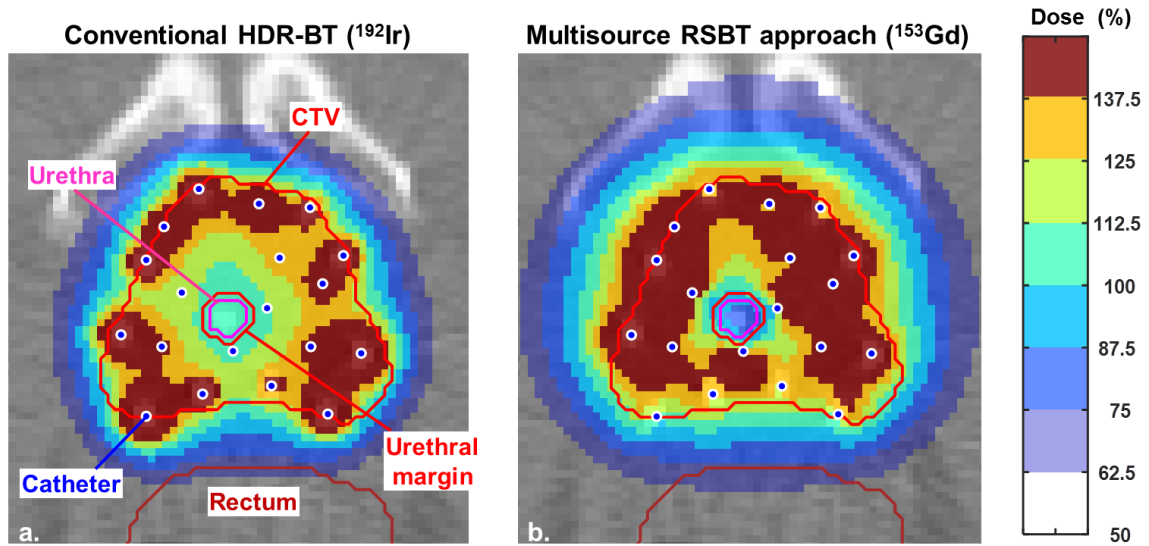 Conventional HDR-BT (¹⁹²Ir)
Multisource RSBT approach (¹⁵³Gd)
Dose (%)
CTV
Urethra
Urethral
margin
Catheter
Rectum
a.
b.
137.5
125
112.5
100
87.5
75
62.5
50